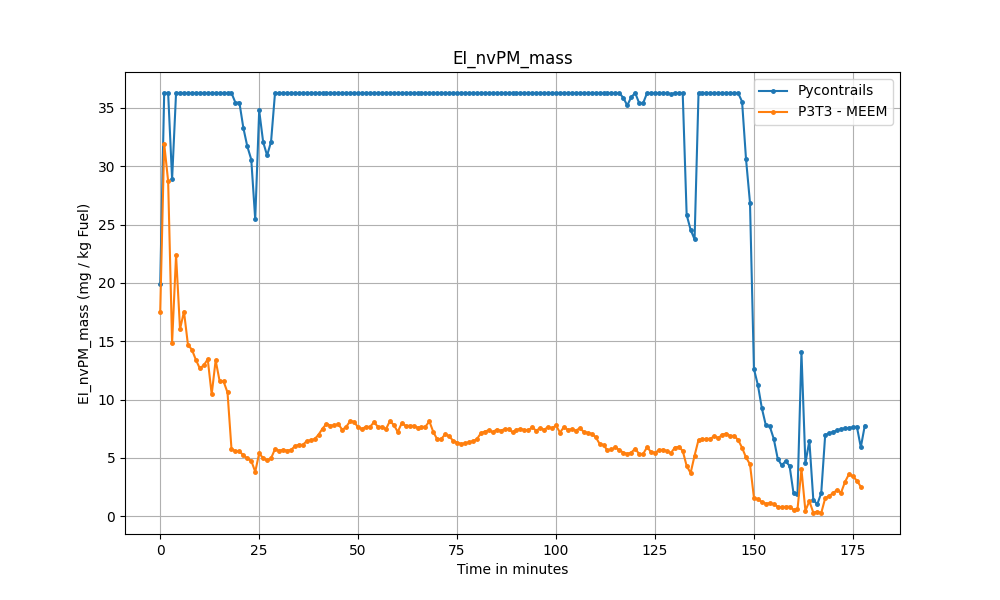 EI_nvPM_mass
Pycontrails
P3T3 - MEEM
EI_nvPM_mass (mg / kg Fuel)
35
30
25
20
15
10
5
0
0 25 50 75 100 125 150 175
Time in minutes